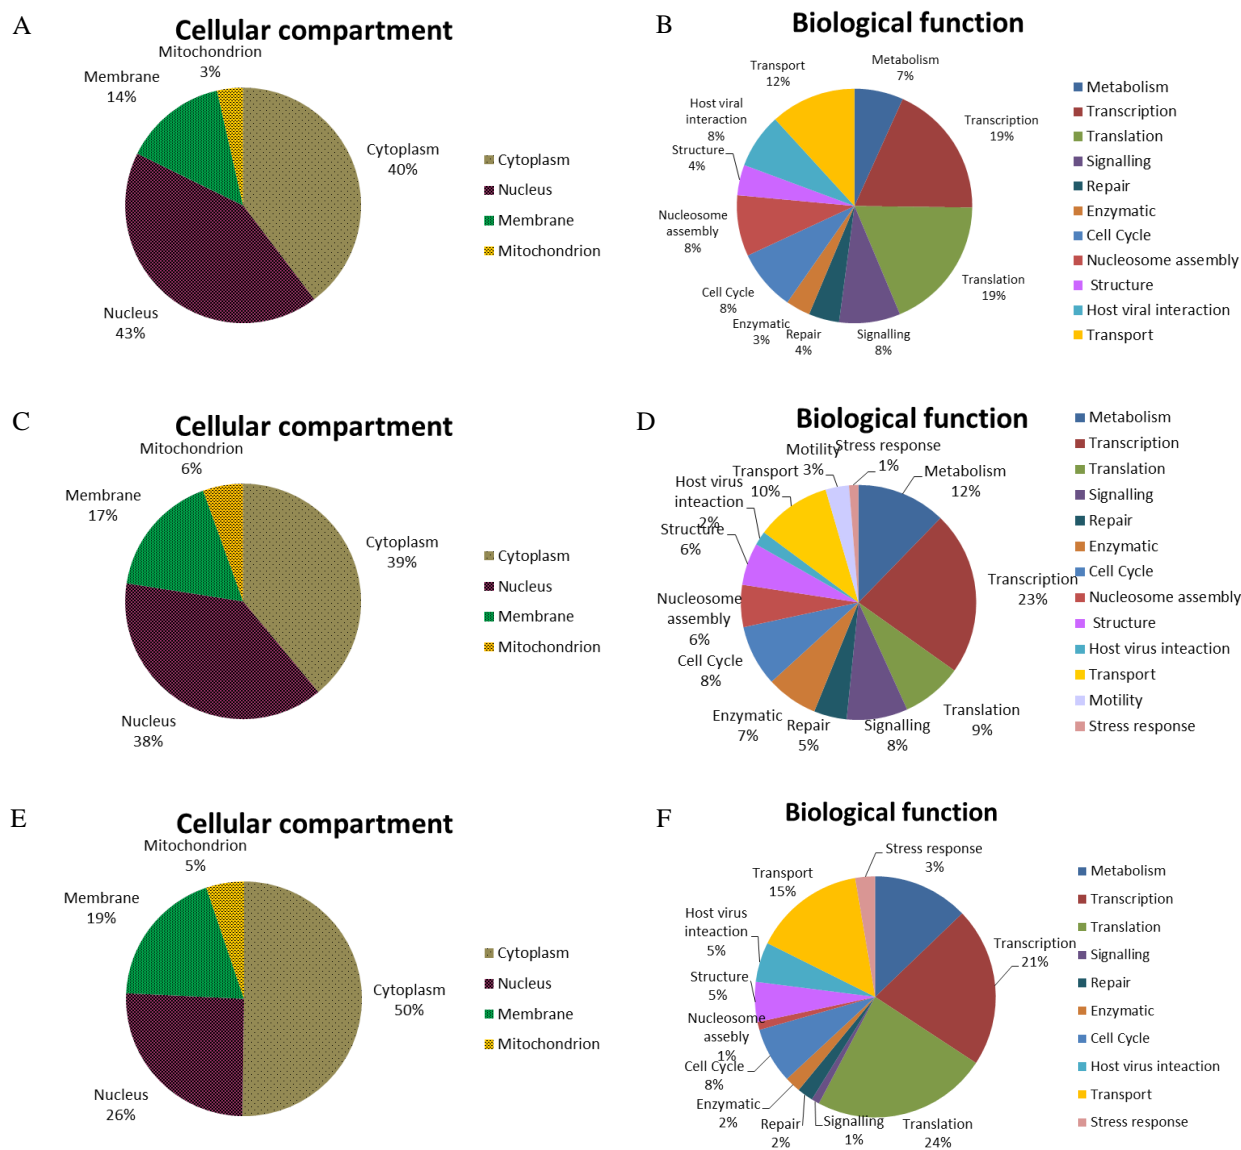 A
Cellular compartment
Mitochondrion
3%
Membrane
14%
Cytoplasm
40%
Nucleus
43%
Cytoplasm
Nucleus
Membrane
Mitochondrion
B
Biological function
Metabolism
7%
Transport
12%
Host viral
interaction
8%
Structure
4%
Nucleosome
assembly
8%
Cell Cycle
8%
Enzymatic
3%
Repair
4%
Signalling
8%
Translation
19%
Transcription
19%
Metabolism
Transcription
Translation
Signalling
Repair
Enzymatic
Cell Cycle
Nucleosome assembly
Structure
Host viral interaction
Transport
C
Cellular compartment
Mitochondrion
6%
Membrane
17%
Cytoplasm
39%
Nucleus
38%
Cytoplasm
Nucleus
Membrane
Mitochondrion
D
Biological function
Motility
3%
Stress response
1%
Metabolism
12%
Transport
10%
Host virus
inteaction
2%
Structure
6%
Nucleosome
assembly
6%
Cell Cycle
8%
Enzymatic
7%
Repair
5%
Signalling
8%
Translation
9%
Transcription
23%
Metabolism
Transcription
Translation
Signalling
Repair
Enzymatic
Cell Cycle
Nucleosome assembly
Structure
Host virus inteaction
Transport
Motility
Stress response
E
Cellular compartment
Mitochondrion
5%
Membrane
19%
Cytoplasm
50%
Nucleus
26%
Cytoplasm
Nucleus
Membrane
Mitochondrion
F
Biological function
Stress response
3%
Transport
15%
Host virus
inteaction
5%
Structure
5%
Nucleosome
assebly
1%
Cell Cycle
8%
Enzymatic
2%
Repair
2%
Signalling
1%
Translation
24%
Transcription
21%
Metabolism
Transcription
Translation
Signalling
Repair
Enzymatic
Cell Cycle
Host virus inteaction
Transport
Stress response